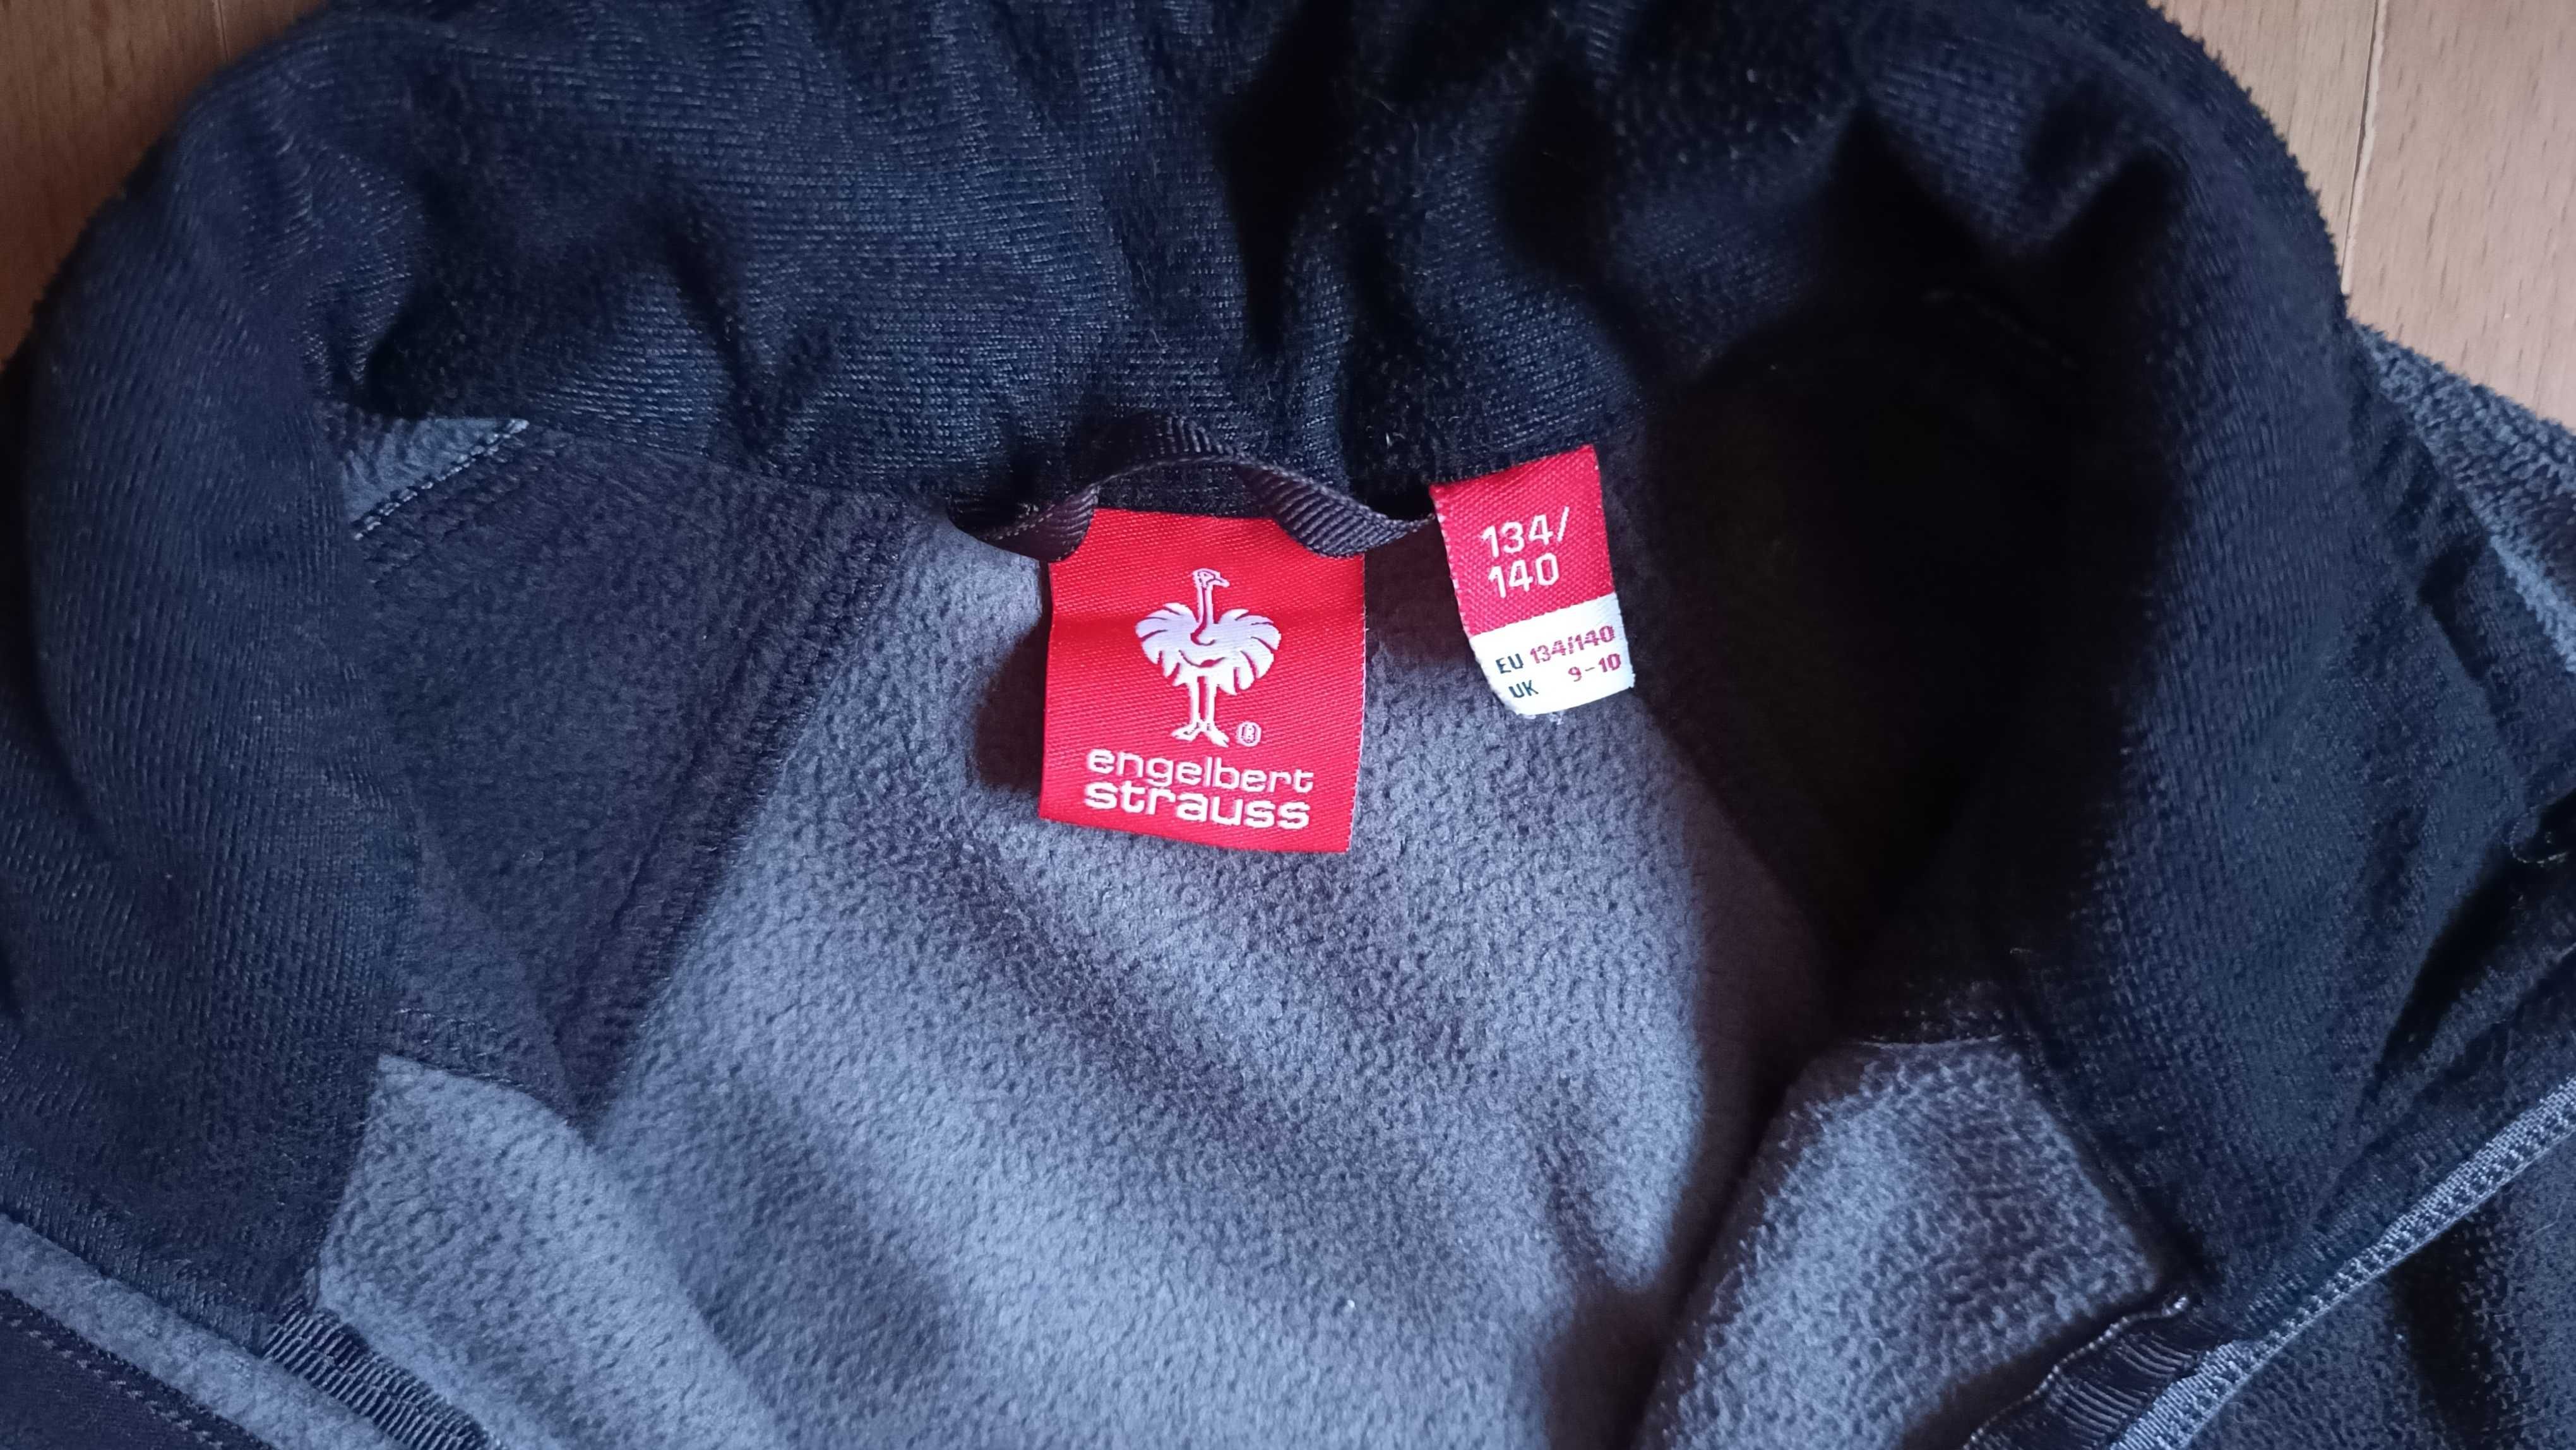 ®
engelbert
strauss
134/
140
EU 134/140
UK 9-10